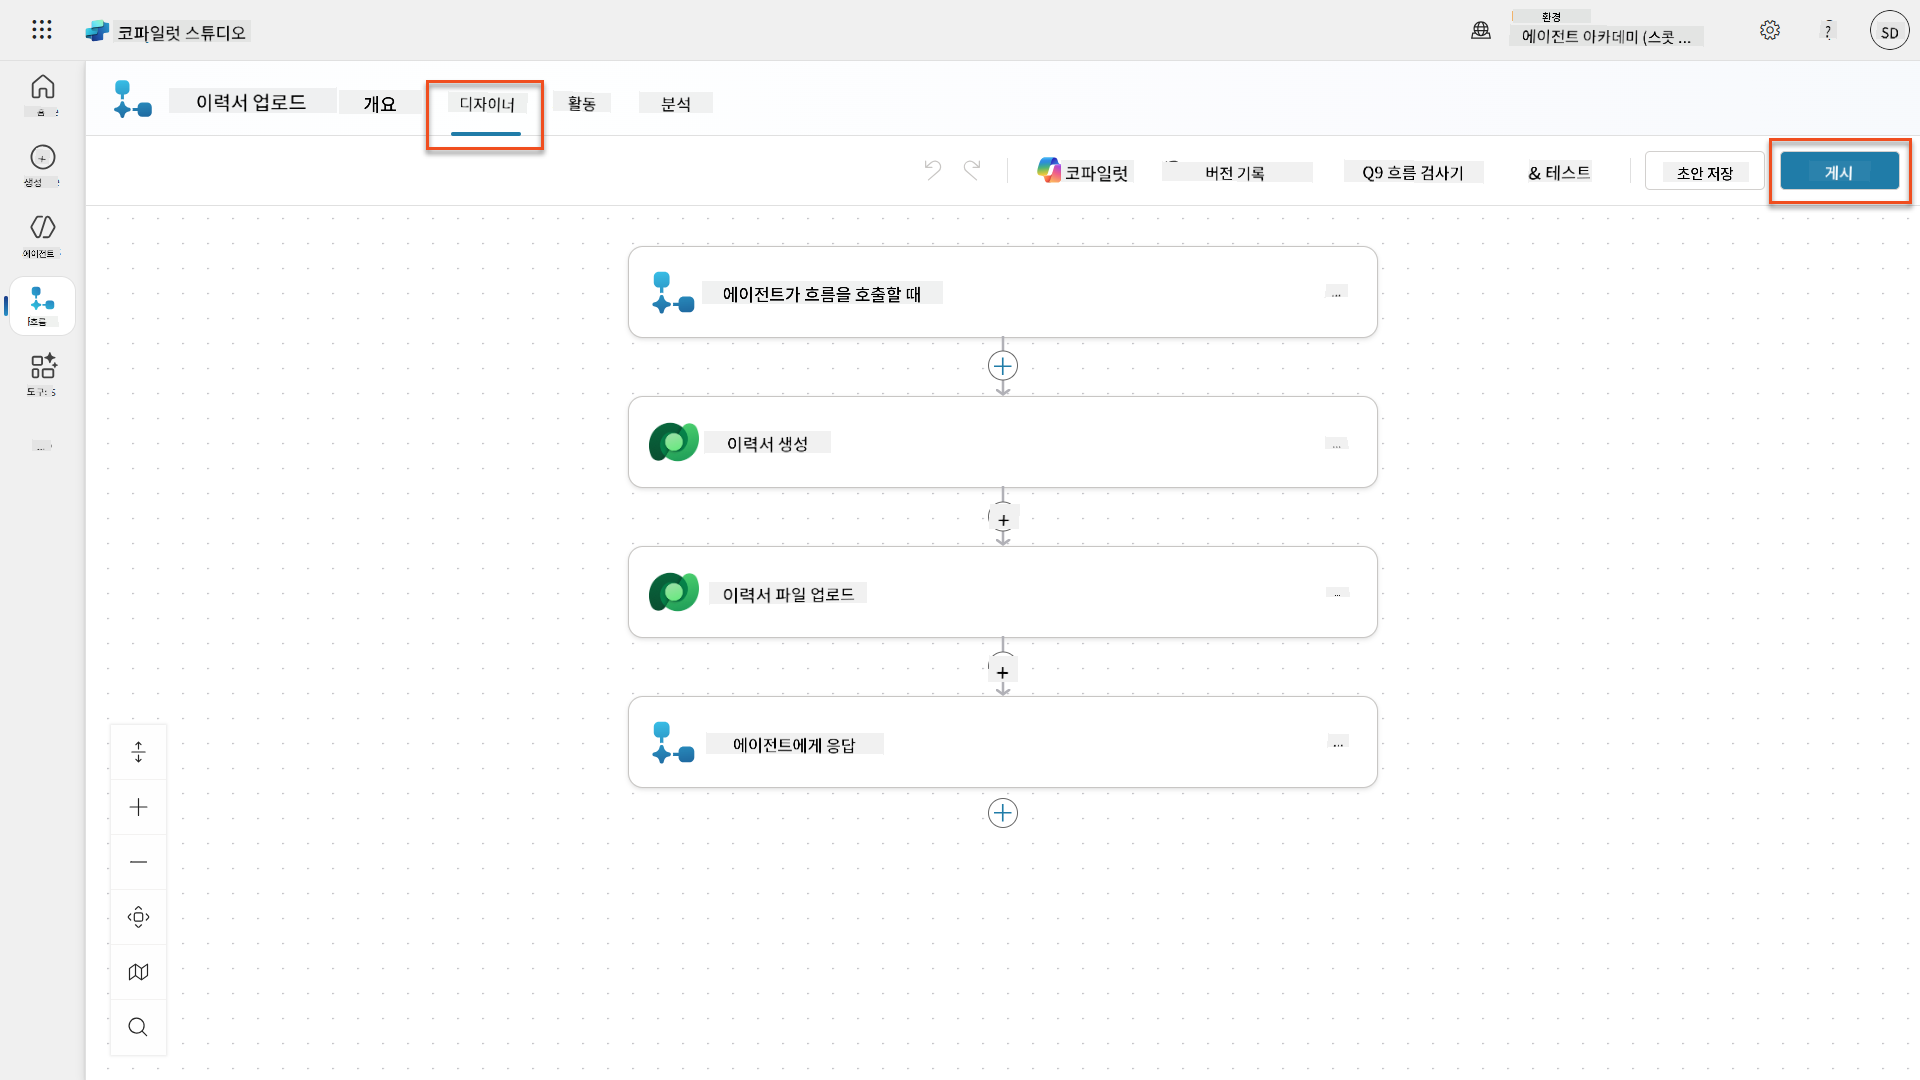 코파일럿 스튜디오
환경
에이전트 아카데미 (스콧 ...
?
SD
홈
생성
에이전트
흐름
도구
...
이력서 업로드
개요
디자이너
활동
분석
코파일럿
버전 기록
Q9 흐름 검사기
& 테스트
초안 저장
게시
에이전트가 흐름을 호출할 때
...
이력서 생성
...
이력서 파일 업로드
...
에이전트에게 응답
...